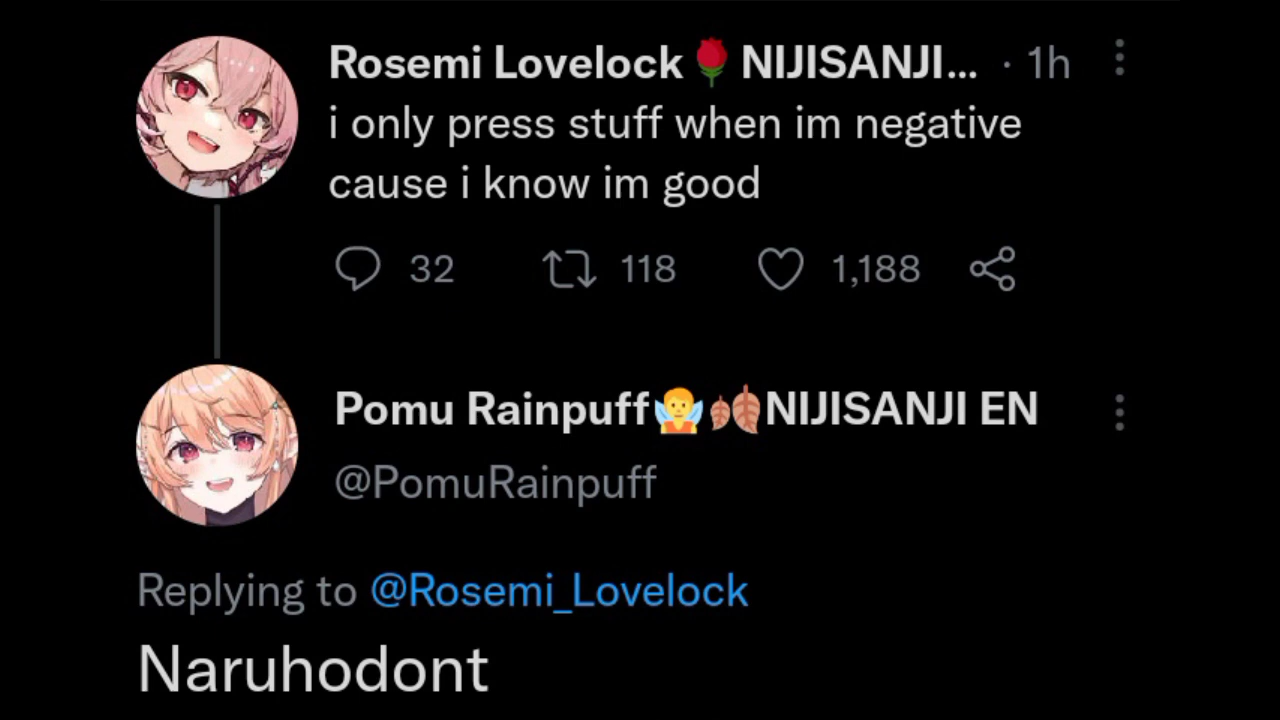 Rosemi Lovelock🌹NIJISANJI... · 1h
i only press stuff when im negative
cause i know im good
32 118 1,188
Pomu Rainpuff🧚🍂NIJISANJI EN
@PomuRainpuff
Replying to @Rosemi_Lovelock
Naruhodont